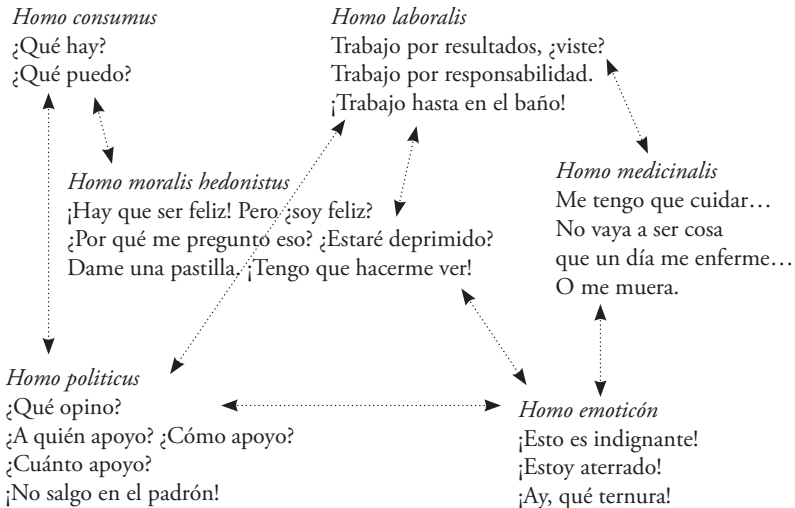 Homo consumus
¿Qué hay?
¿Qué puedo?
Homo laboralis
Trabajo por resultados, ¿viste?
Trabajo por responsabilidad.
¡Trabajo hasta en el baño!
Homo moralis hedonistus
¡Hay que ser feliz! Pero ¿soy feliz?
¿Por qué me pregunto eso? ¿Estaré deprimido?
Dame una pastilla. ¡Tengo que hacerme ver!
Homo medicinalis
Me tengo que cuidar…
No vaya a ser cosa
que un día me enferme…
O me muera.
Homo politicus
¿Qué opino?
¿A quién apoyo? ¿Cómo apoyo?
¿Cuánto apoyo?
¡No salgo en el padrón!
Homo emoticón
¡Esto es indignante!
¡Estoy aterrado!
¡Ay, qué ternura!